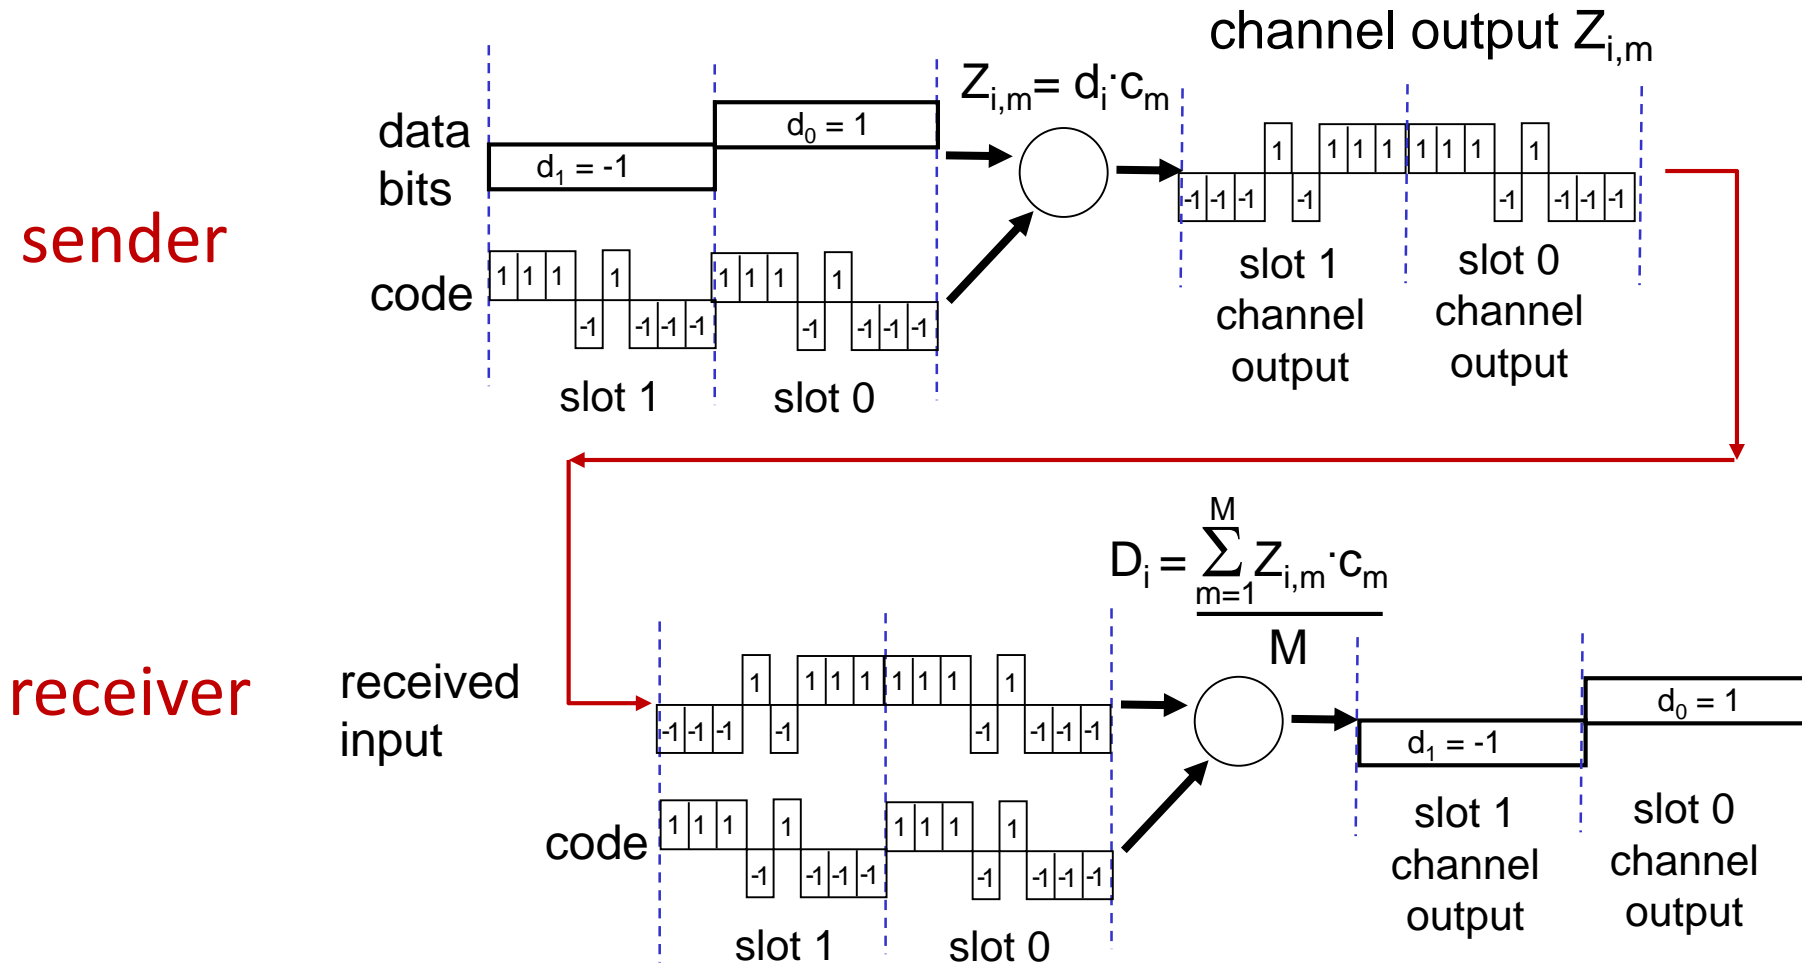 channel output Z_{i,m}
Z_{i,m} = d_i · c_m
data bits
d_1 = -1
d_0 = 1
sender
code
1 1 1 -1 1 -1 -1 -1
1 1 1 -1 1 -1 -1 -1
slot 1
slot 0
-1 -1 -1 1 -1 1 1 1
1 1 1 -1 1 -1 -1 -1
slot 1 channel output
slot 0 channel output
D_i = \frac{\sum_{m=1}^{M} Z_{i,m} · c_m}{M}
receiver
received input
-1 -1 -1 1 -1 1 1 1
1 1 1 -1 1 -1 -1 -1
code
1 1 1 -1 1 -1 -1 -1
1 1 1 -1 1 -1 -1 -1
slot 1
slot 0
d_1 = -1
d_0 = 1
slot 1 channel output
slot 0 channel output